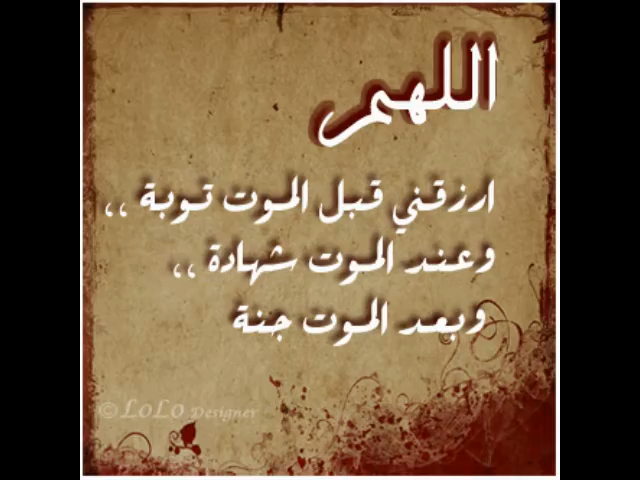 اللهم
ارزقني قبل الموت توبة ,,
وعند الموت شهادة ,,
وبعد الموت جنة
© LOLO Designer